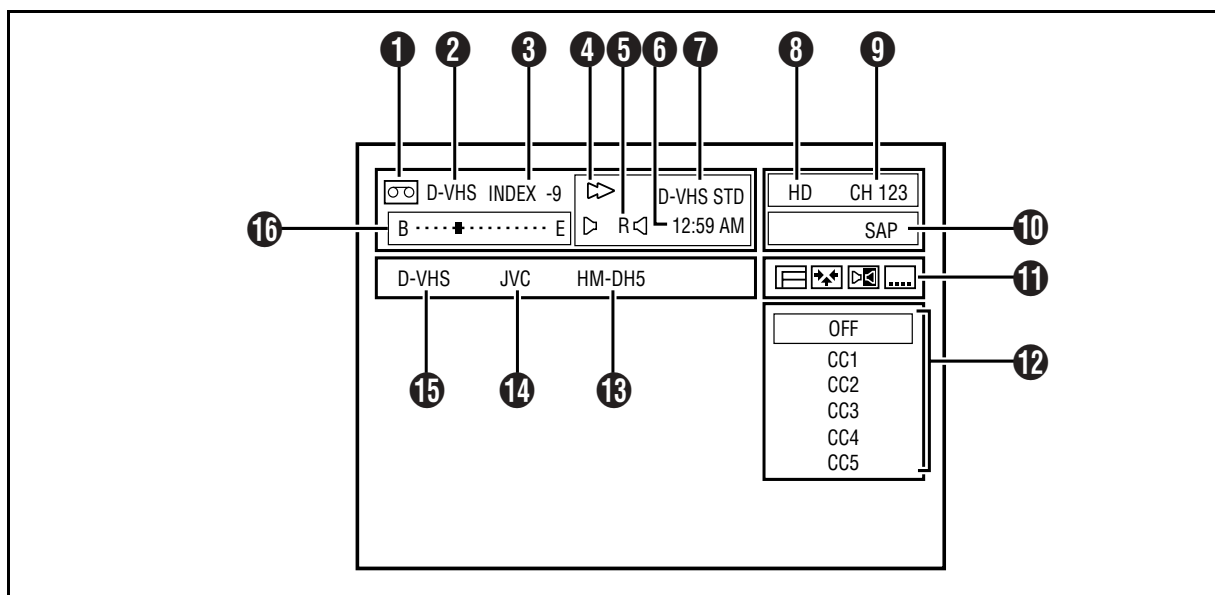 1 2 3 4 5 6 7 8 9
D-VHS INDEX -9 D-VHS STD HD CH 123
16 B E R 12:59 AM SAP 10
D-VHS JVC HM-DH5 11
OFF
CC1 12
CC2
CC3
CC4
CC5
15 14 13